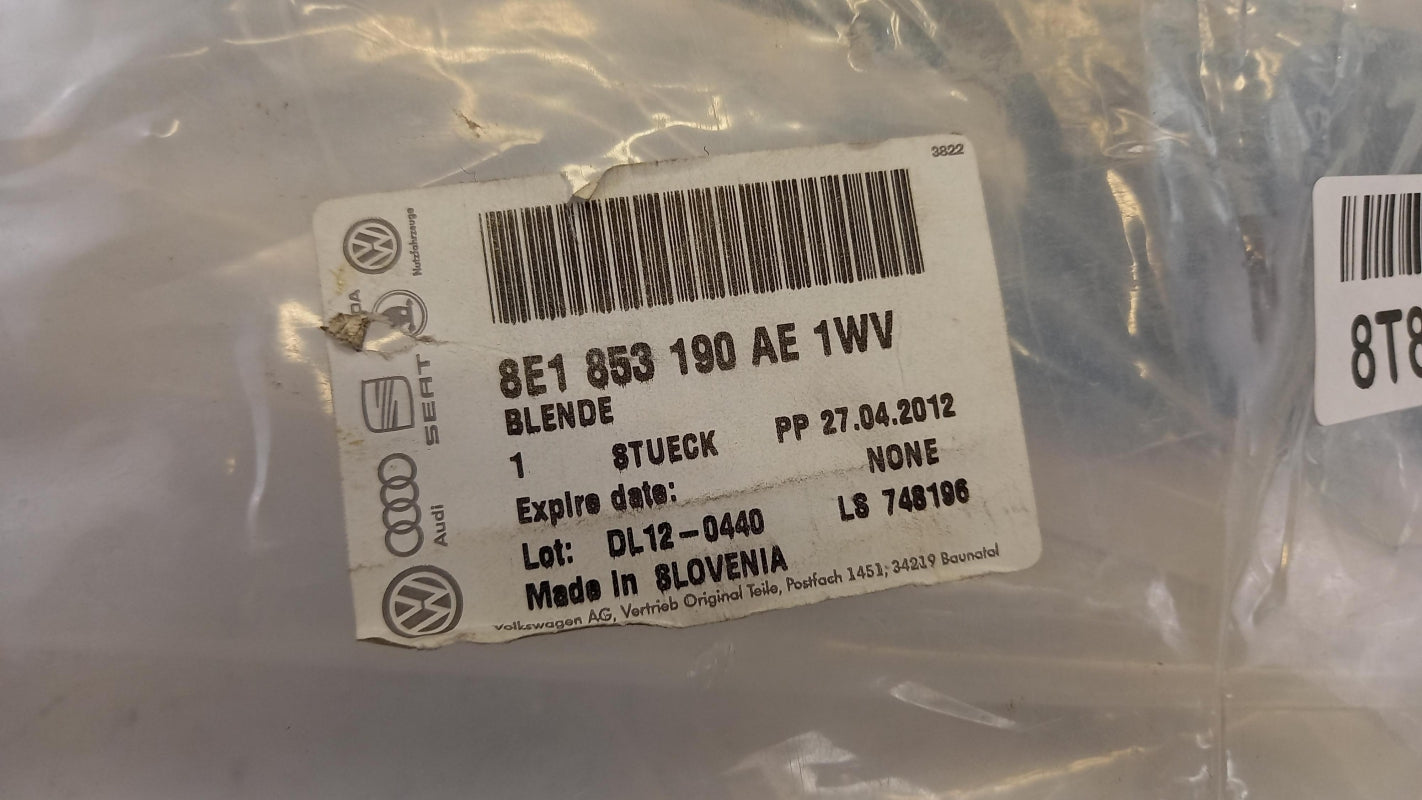 3822
Nutzfahrzeuge
SEAT
Audi
8E1 853 190 AE 1WV
BLENDE
1 STUECK PP 27.04.2012
Expire date: NONE
Lot: DL12-0440 LS 748196
Made in SLOVENIA
Volkswagen AG, Vertrieb Original Teile, Postfach 1451; 34219 Baunatal
8T8